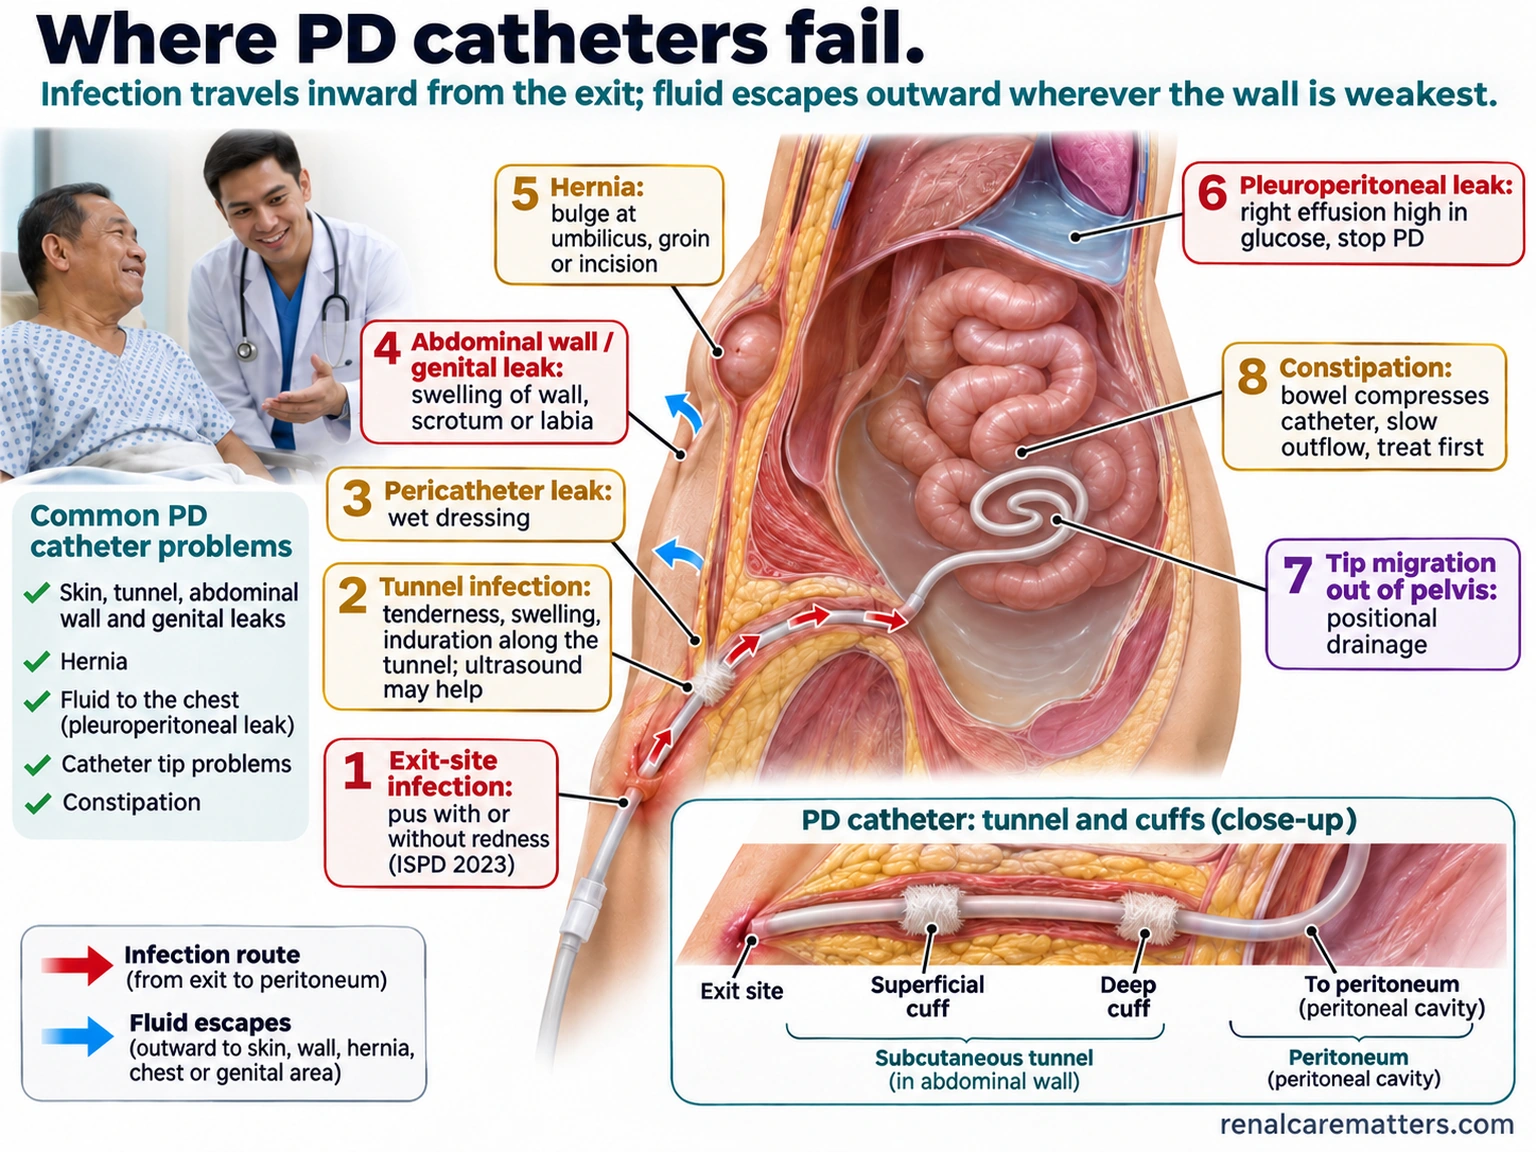 Where PD catheters fail.
Infection travels inward from the exit; fluid escapes outward wherever the wall is weakest.
5 Hernia:
bulge at
umbilicus, groin
or incision
6 Pleuroperitoneal leak:
right effusion high in
glucose, stop PD
4 Abdominal wall /
genital leak:
swelling of wall,
scrotum or labia
8 Constipation:
bowel compresses
catheter, slow
outflow, treat first
3 Pericatheter leak:
wet dressing
Common PD
catheter problems
Skin, tunnel, abdominal
wall and genital leaks
Hernia
Fluid to the chest
(pleuroperitoneal leak)
Catheter tip problems
Constipation
2 Tunnel infection:
tenderness, swelling,
induration along the
tunnel; ultrasound
may help
7 Tip migration
out of pelvis:
positional
drainage
1 Exit-site
infection:
pus with or
without redness
(ISPD 2023)
PD catheter: tunnel and cuffs (close-up)
Exit site
Superficial
cuff
Deep
cuff
To peritoneum
(peritoneal cavity)
Subcutaneous tunnel
(in abdominal wall)
Peritoneum
(peritoneal cavity)
Infection route
(from exit to peritoneum)
Fluid escapes
(outward to skin, wall, hernia,
chest or genital area)
renalcarematters.com